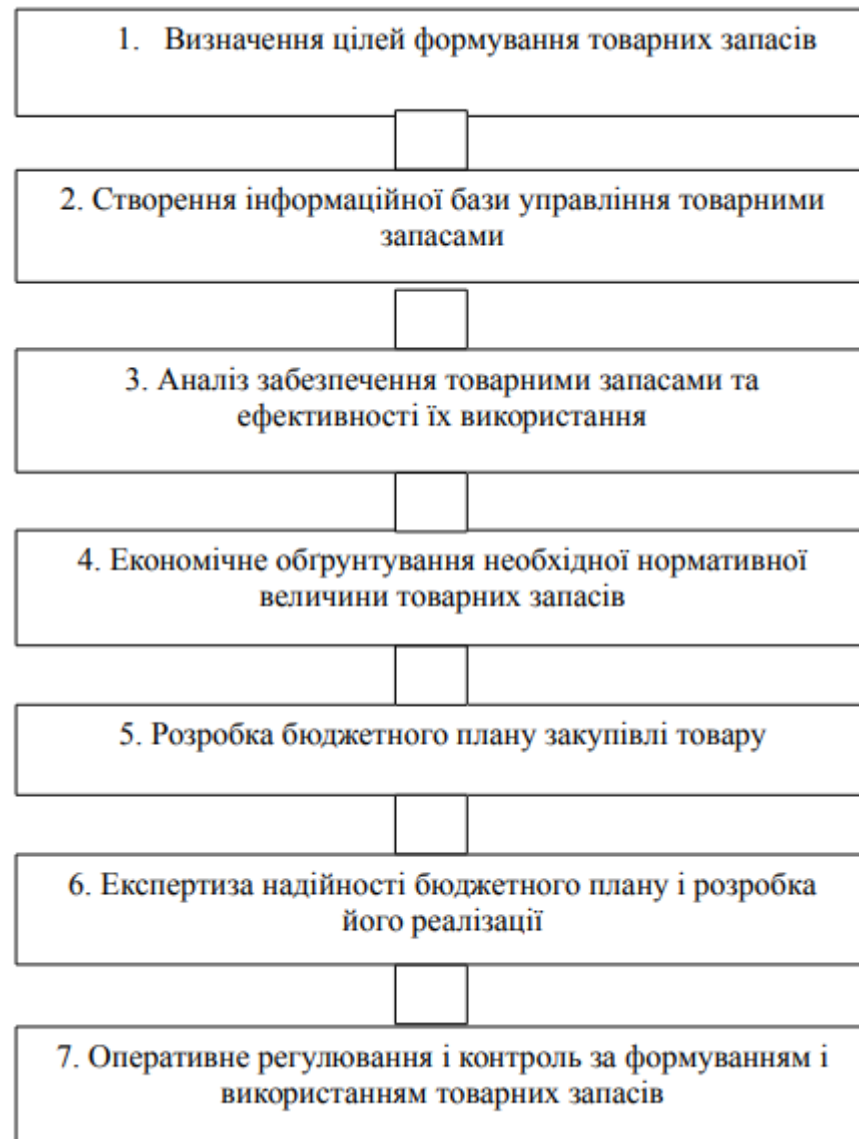 1. Визначення цілей формування товарних запасів
2. Створення інформаційної бази управління товарними
запасами
3. Аналіз забезпечення товарними запасами та
ефективності їх використання
4. Економічне обґрунтування необхідної нормативної
величини товарних запасів
5. Розробка бюджетного плану закупівлі товару
6. Експертиза надійності бюджетного плану і розробка
його реалізації
7. Оперативне регулювання і контроль за формуванням і
використанням товарних запасів